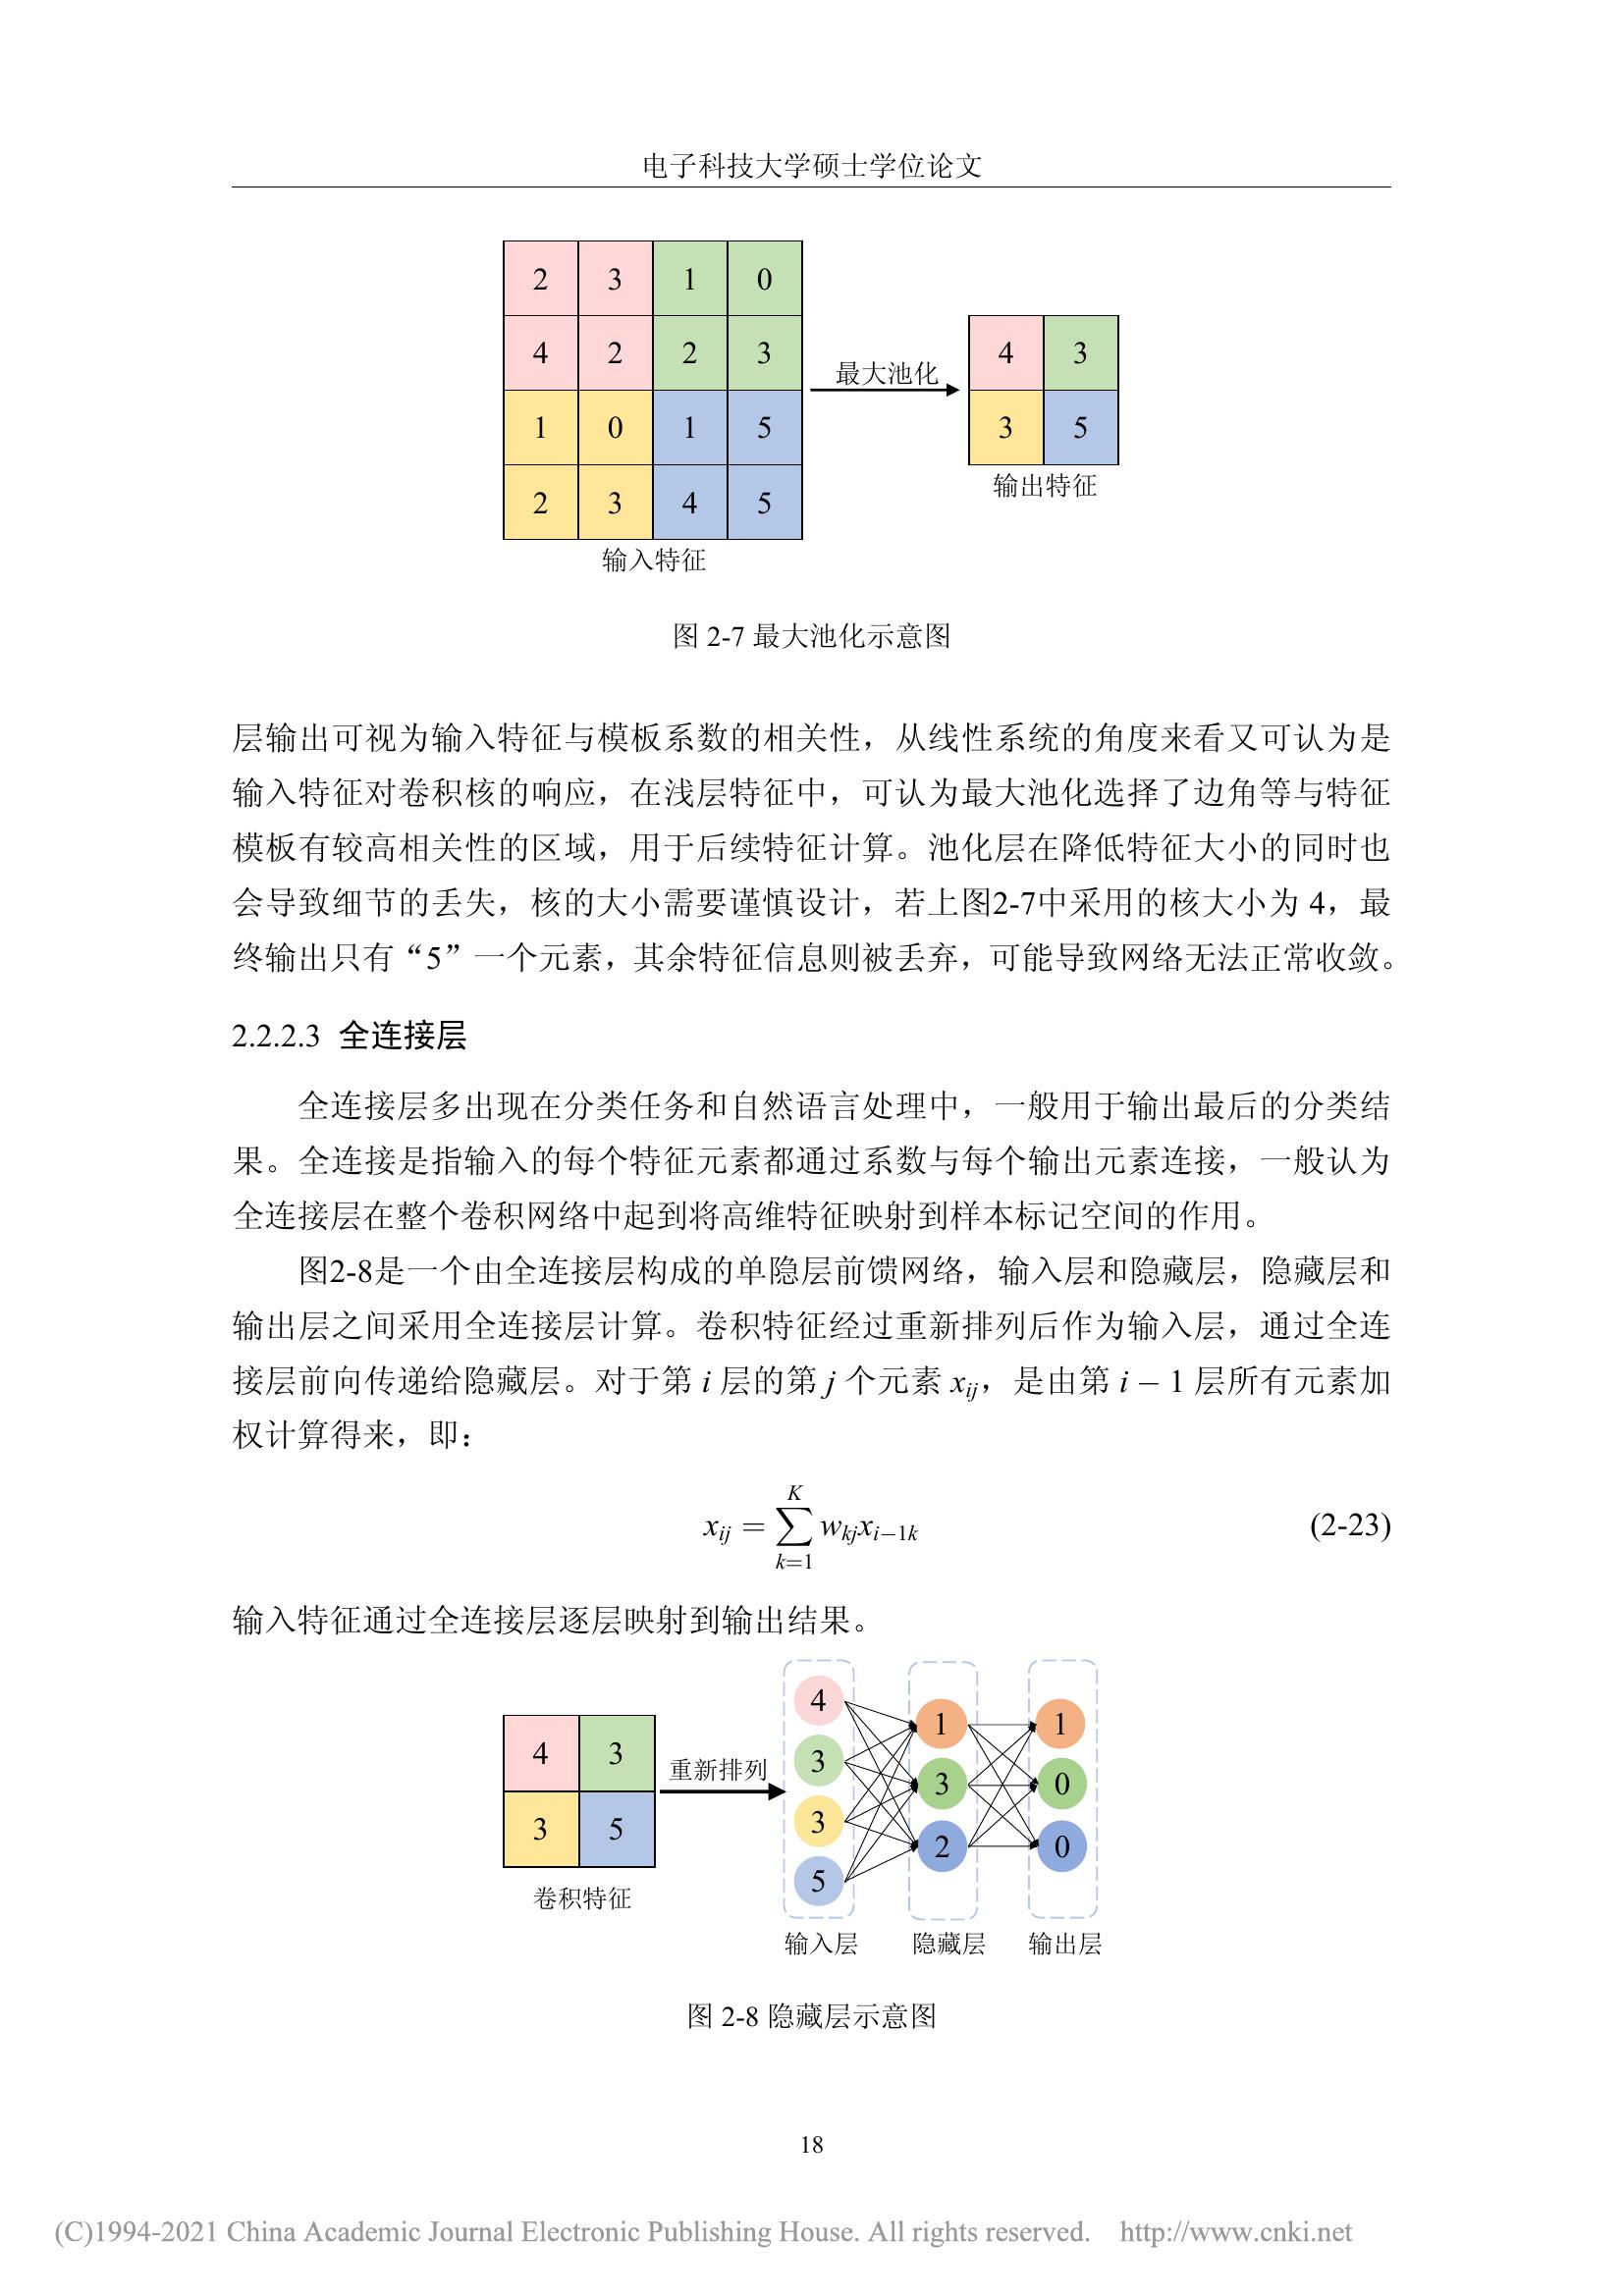 电子科技大学硕士学位论文
2 3 1 0
4 2 2 3
1 0 1 5
2 3 4 5
输入特征
最大池化
4 3
3 5
输出特征
图 2-7 最大池化示意图
层输出可视为输入特征与模板系数的相关性，从线性系统的角度来看又可认为是
输入特征对卷积核的响应，在浅层特征中，可认为最大池化选择了边角等与特征
模板有较高相关性的区域，用于后续特征计算。池化层在降低特征大小的同时也
会导致细节的丢失，核的大小需要谨慎设计，若上图2-7中采用的核大小为 4，最
终输出只有“5”一个元素，其余特征信息则被丢弃，可能导致网络无法正常收敛。
2.2.2.3 全连接层
全连接层多出现在分类任务和自然语言处理中，一般用于输出最后的分类结
果。全连接是指输入的每个特征元素都通过系数与每个输出元素连接，一般认为
全连接层在整个卷积网络中起到将高维特征映射到样本标记空间的作用。
图2-8是一个由全连接层构成的单隐层前馈网络，输入层和隐藏层，隐藏层和
输出层之间采用全连接层计算。卷积特征经过重新排列后作为输入层，通过全连
接层前向传递给隐藏层。对于第 i 层的第 j 个元素 x_{ij}，是由第 i − 1 层所有元素加
权计算得来，即：
x_{ij} = \sum_{k=1}^{K} w_{kj}x_{i−1k} (2-23)
输入特征通过全连接层逐层映射到输出结果。
4 3
3 5
卷积特征
重新排列
4
3
3
5
输入层
1
3
2
隐藏层
1
0
0
输出层
图 2-8 隐藏层示意图
18
(C)1994-2021 China Academic Journal Electronic Publishing House. All rights reserved. http://www.cnki.net